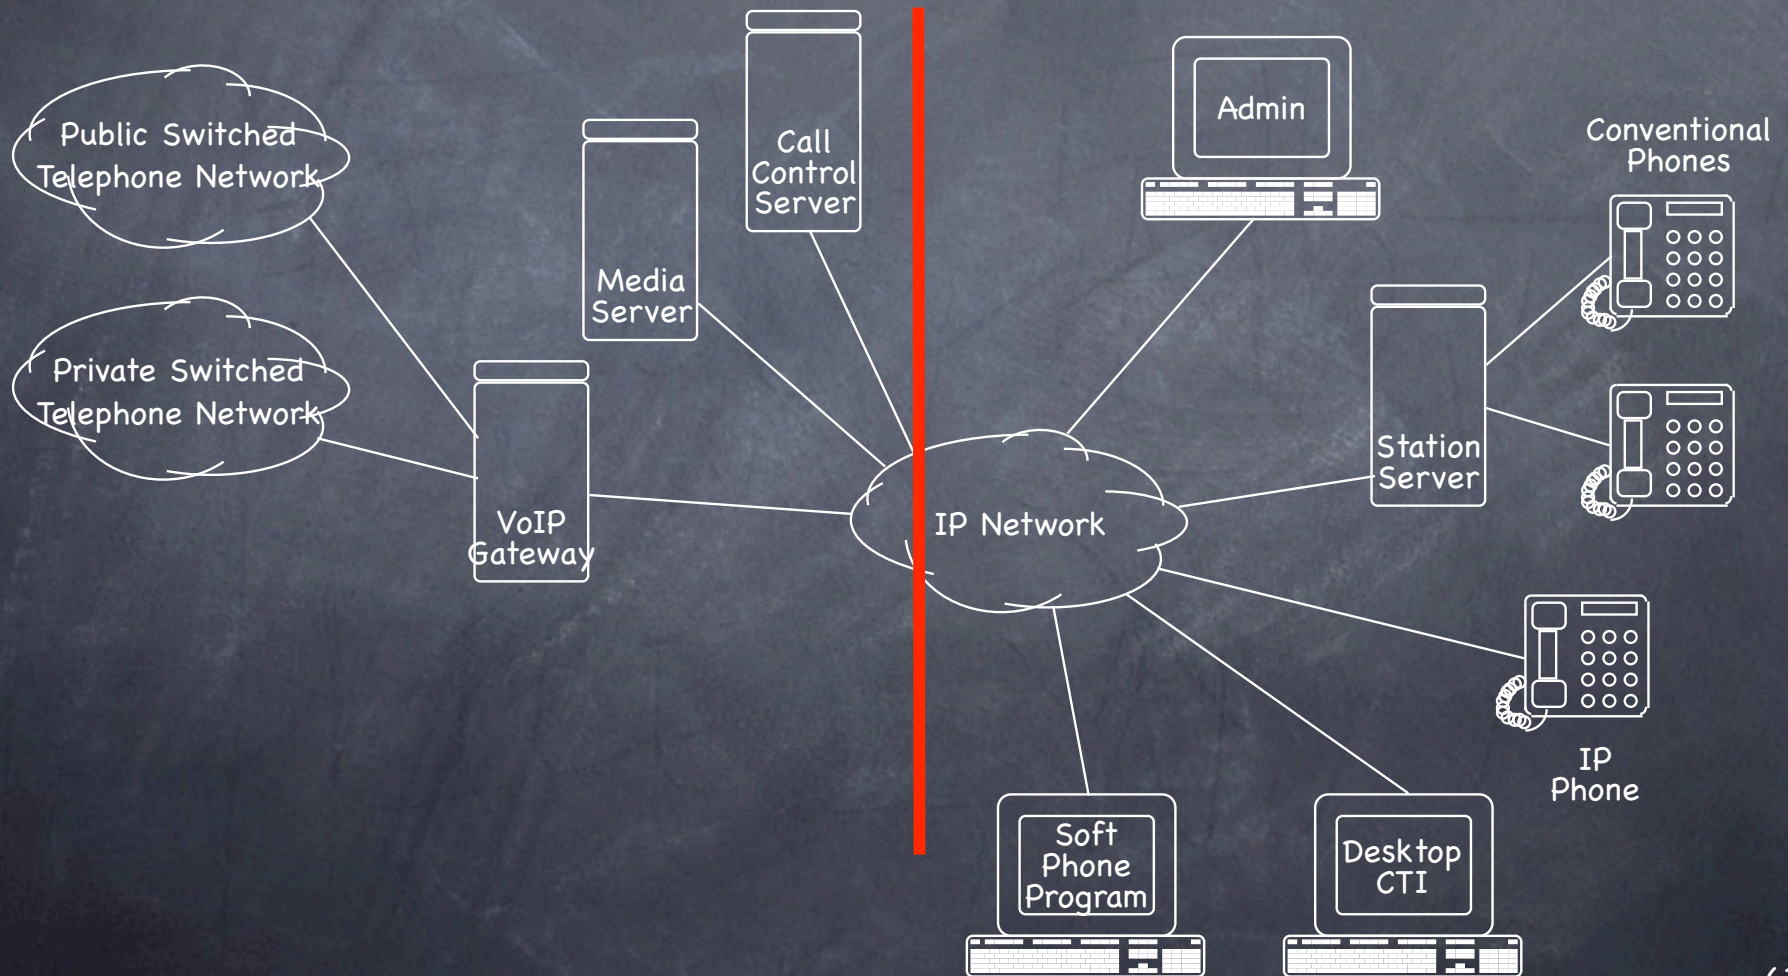 Public Switched
Telephone Network
Private Switched
Telephone Network
VoIP
Gateway
Media
Server
Call
Control
Server
IP Network
Admin
Station
Server
Conventional
Phones
IP
Phone
Soft
Phone
Program
Desktop
CTI